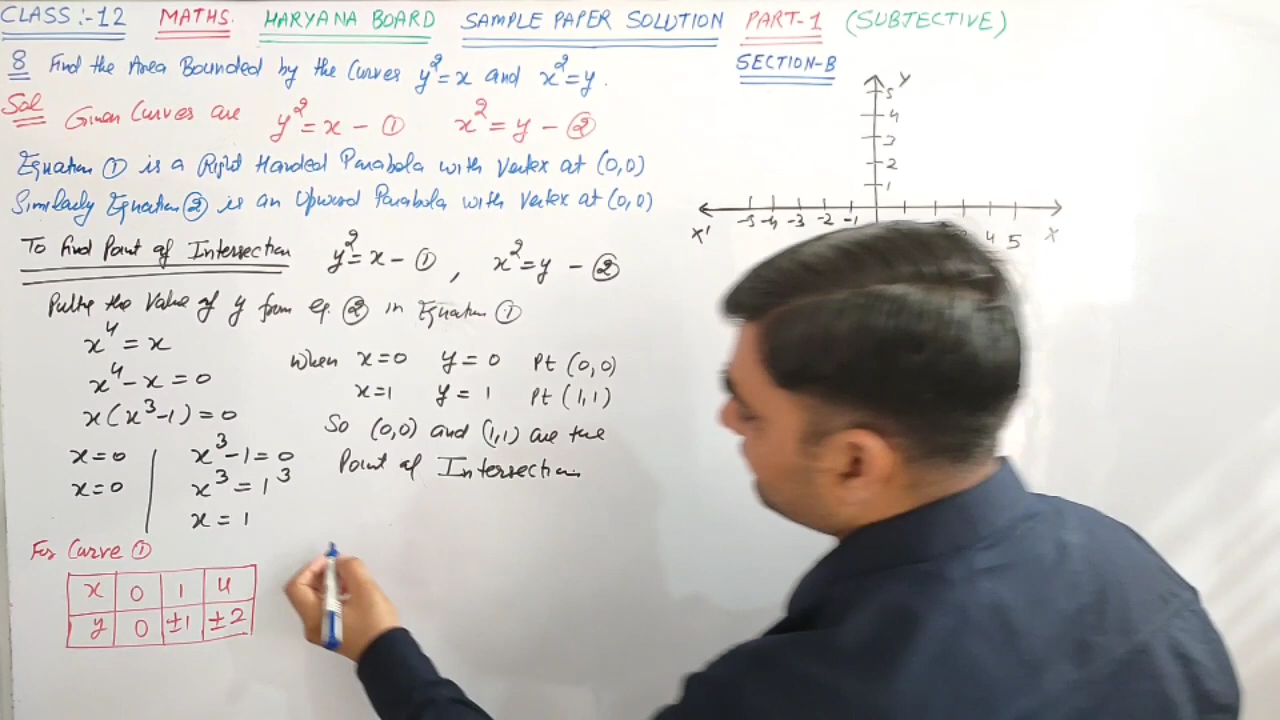 CLASS:-12 MATHS. HARYANA BOARD SAMPLE PAPER SOLUTION PART-1 (SUBJECTIVE)
SECTION-B
8 Find the Area Bounded by the Curves y²=x and x²=y.
Sol Given Curves are y²=x - ① x²=y - ②
Equation ① is a Right Handed Parabola with Vertex at (0,0)
Similarly Equation ② is an Upward Parabola with Vertex at (0,0)
To Find Point of Intersection y²=x - ① , x²=y - ②
Putting the Value of y from eq. ② in Equation ①
x⁴=x
x⁴-x=0
x(x³-1)=0
x=0 x³-1=0
x=0 x³=1³
x=1
When x=0 y=0 Pt (0,0)
x=1 y=1 Pt (1,1)
So (0,0) and (1,1) are the
Point of Intersection
For Curve ①
x 0 1 4
y 0 ±1 ±2
Y
5
4
3
2
1
-5 -4 -3 -2 -1 4 5
X' X